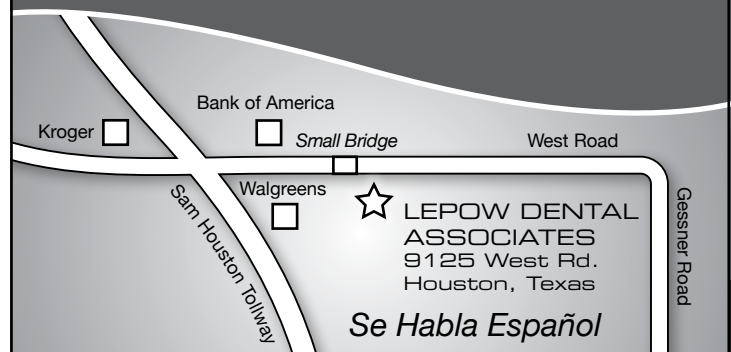 Bank of America
Kroger
Small Bridge
West Road
Walgreens
Sam Houston Tollway
LEPOW DENTAL
ASSOCIATES
9125 West Rd.
Houston, Texas
Gessner Road
Se Habla Español